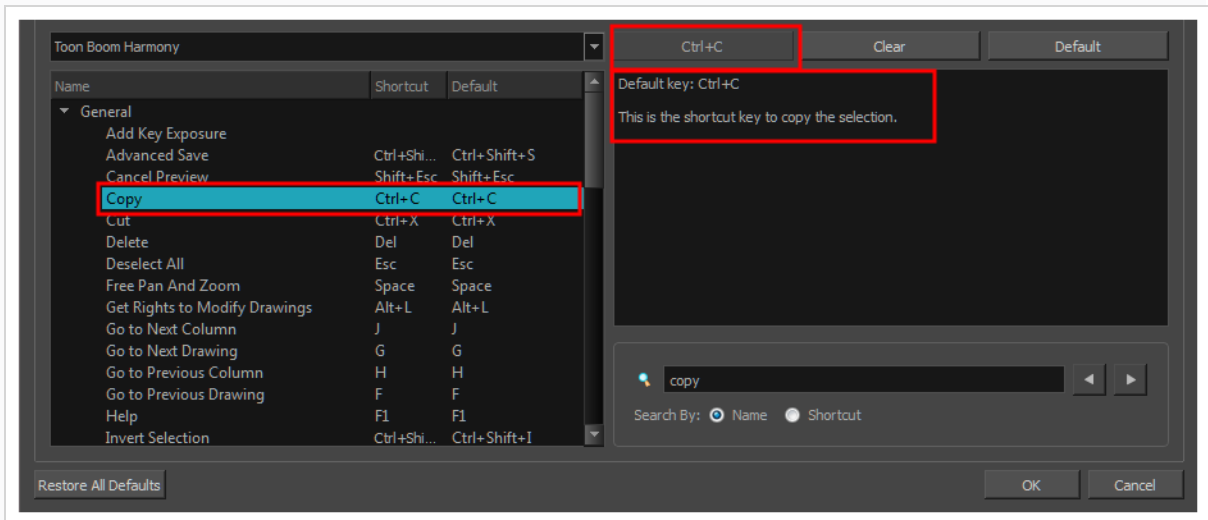 Toon Boom Harmony
Ctrl+C Clear Default
Name Shortcut Default
General
Add Key Exposure
Advanced Save Ctrl+Shi... Ctrl+Shift+S
Cancel Preview Shift+Esc Shift+Esc
Copy Ctrl+C Ctrl+C
Cut Ctrl+X Ctrl+X
Delete Del Del
Deselect All Esc Esc
Free Pan And Zoom Space Space
Get Rights to Modify Drawings Alt+L Alt+L
Go to Next Column J J
Go to Next Drawing G G
Go to Previous Column H H
Go to Previous Drawing F F
Help F1 F1
Invert Selection Ctrl+Shi... Ctrl+Shift+I
Default key: Ctrl+C
This is the shortcut key to copy the selection.
copy
Search By: Name Shortcut
Restore All Defaults
OK Cancel